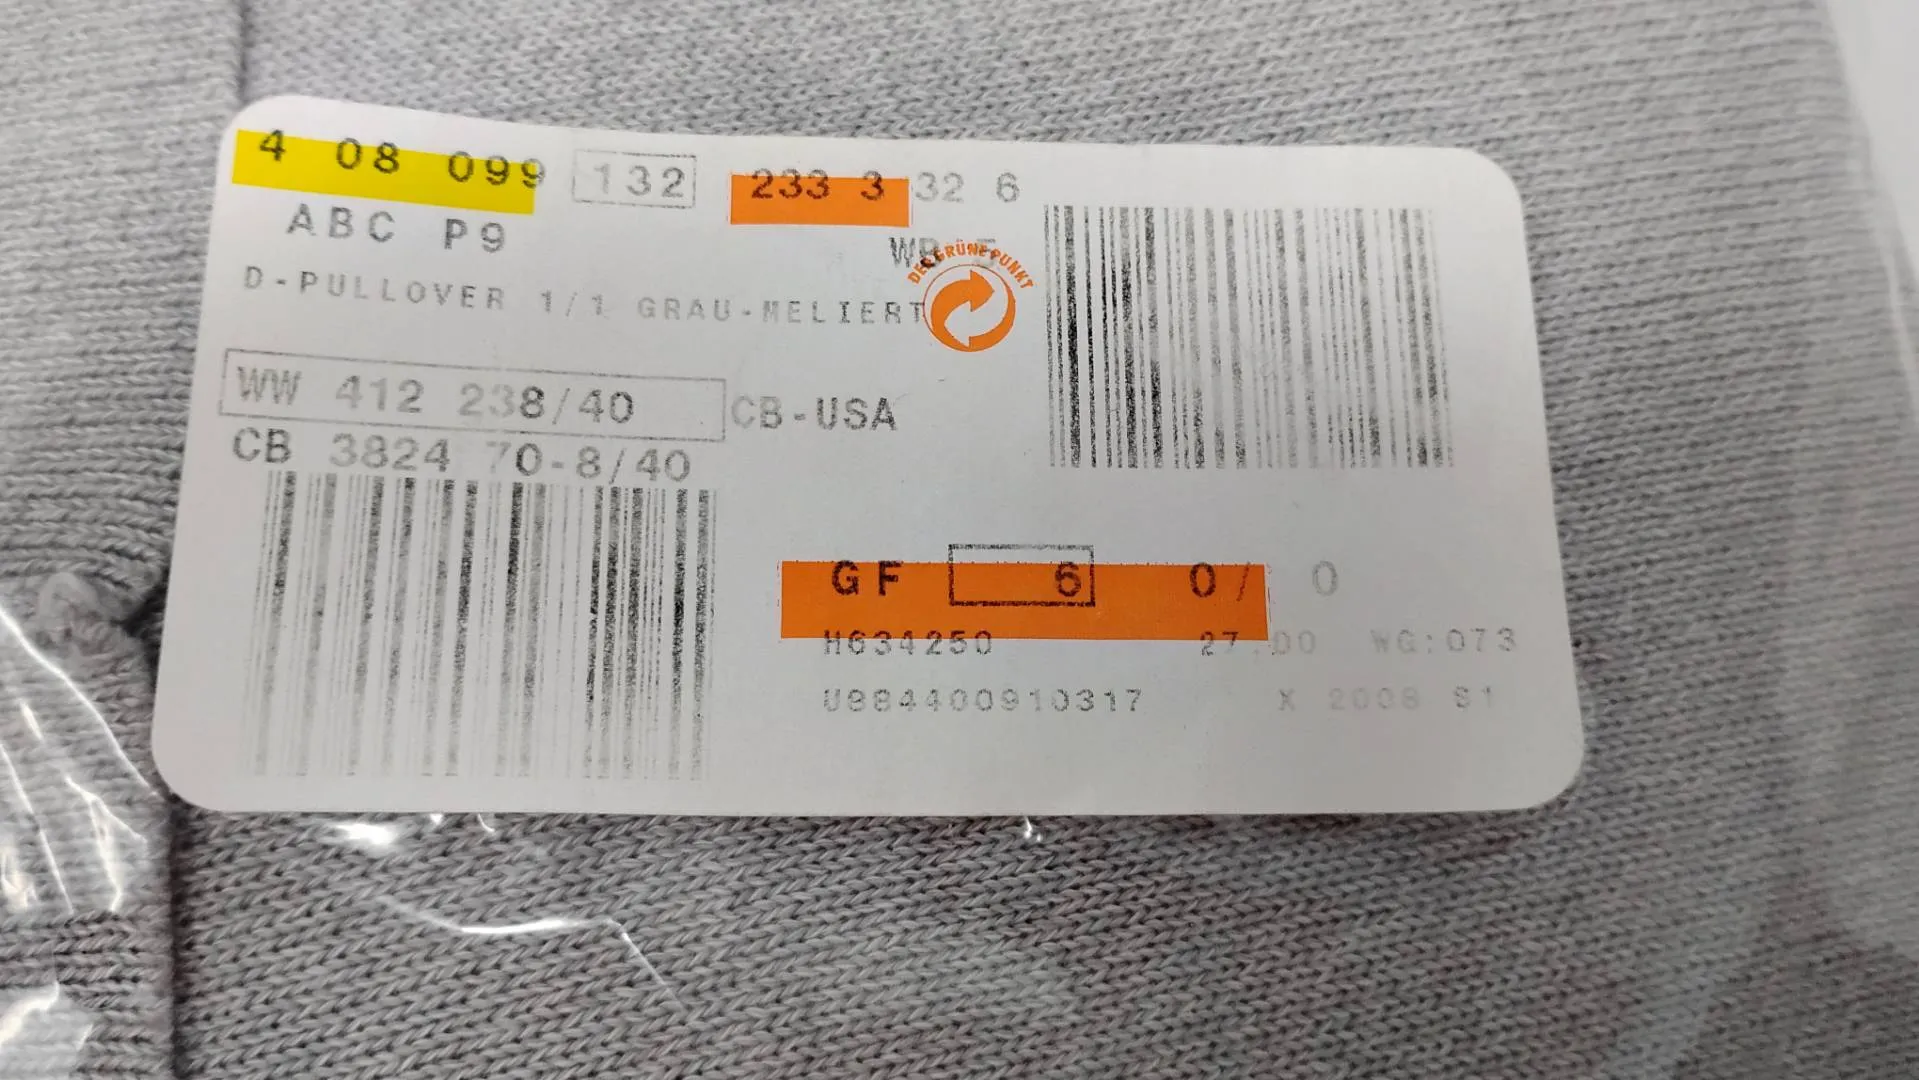 4 08 099 132 233 3 32 6
ABC P9
DER GRÜNE PUNKT
D-PULLOVER 1/1 GRAU-MELIERT
WW 412 238/40 CB-USA
CB 3824 70-8/40
GF 6 0/ 0
H634250 27.00 WG:073
U884400910317 X 2008 S1